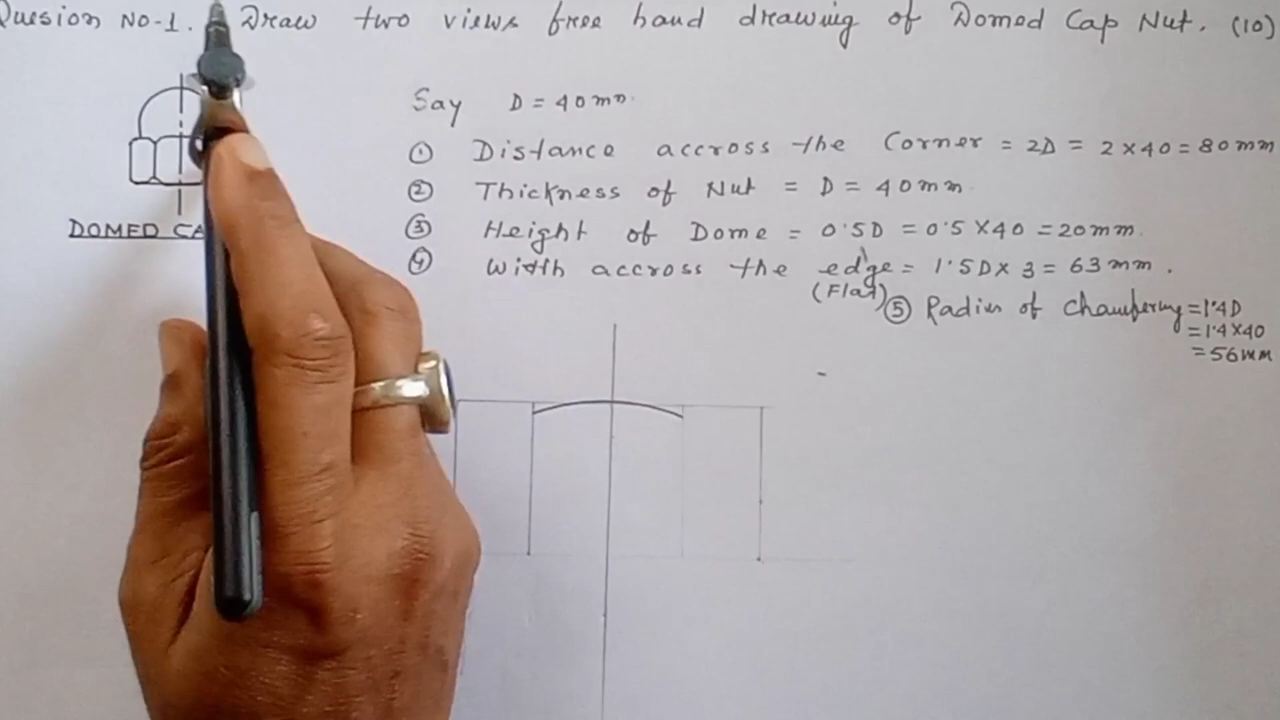 Quesion NO-1. Draw two views free hand drawing of Domed Cap Nut. (10)
Say D = 40mm.
① Distance accross the Corner = 2D = 2×40 = 80mm
② Thickness of Nut = D = 40mm.
③ Height of Dome = 0.5D = 0.5×40 = 20mm.
④ Width accross the edge = 1.5D×3 = 63mm.
(Flat)
⑤ Radius of Chamfering = 1.4D
= 1.4×40
= 56mm
DOMED CA